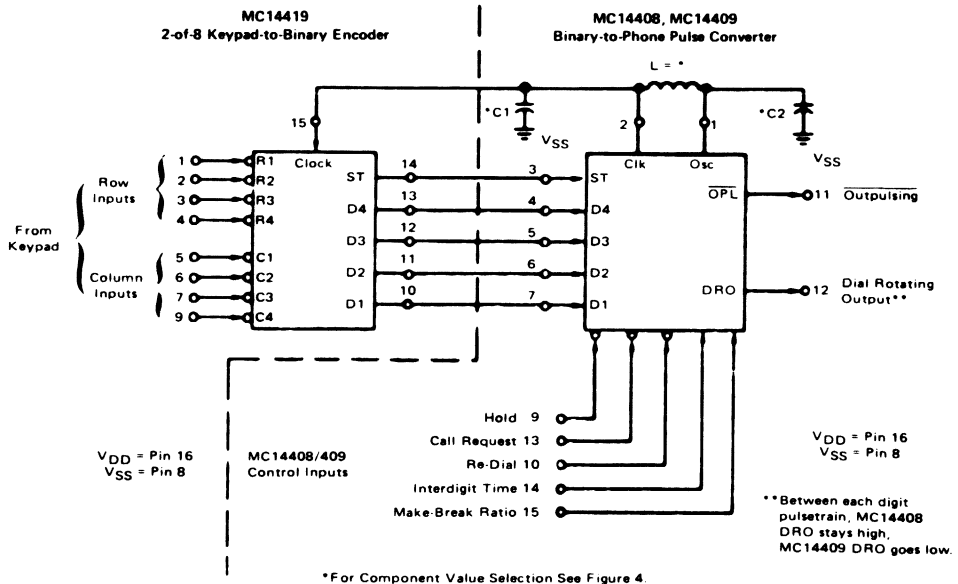 MC14419
2-of-8 Keypad-to-Binary Encoder
MC14408, MC14409
Binary-to-Phone Pulse Converter
L = *
*C1
*C2
VSS
VSS
15
2
1
Clock
Clk
Osc
From
Keypad
Row
Inputs
Column
Inputs
1 R1
2 R2
3 R3
4 R4
5 C1
6 C2
7 C3
9 C4
ST 14 3 ST
D4 13 4 D4
D3 12 5 D3
D2 11 6 D2
D1 10 7 D1
OPL 11 Outpulsing
DRO 12 Dial Rotating
Output**
Hold 9
Call Request 13
Re-Dial 10
Interdigit Time 14
Make-Break Ratio 15
VDD = Pin 16
VSS = Pin 8
MC14408/409
Control Inputs
VDD = Pin 16
VSS = Pin 8
**Between each digit
pulsetrain, MC14408
DRO stays high,
MC14409 DRO goes low.
*For Component Value Selection See Figure 4.